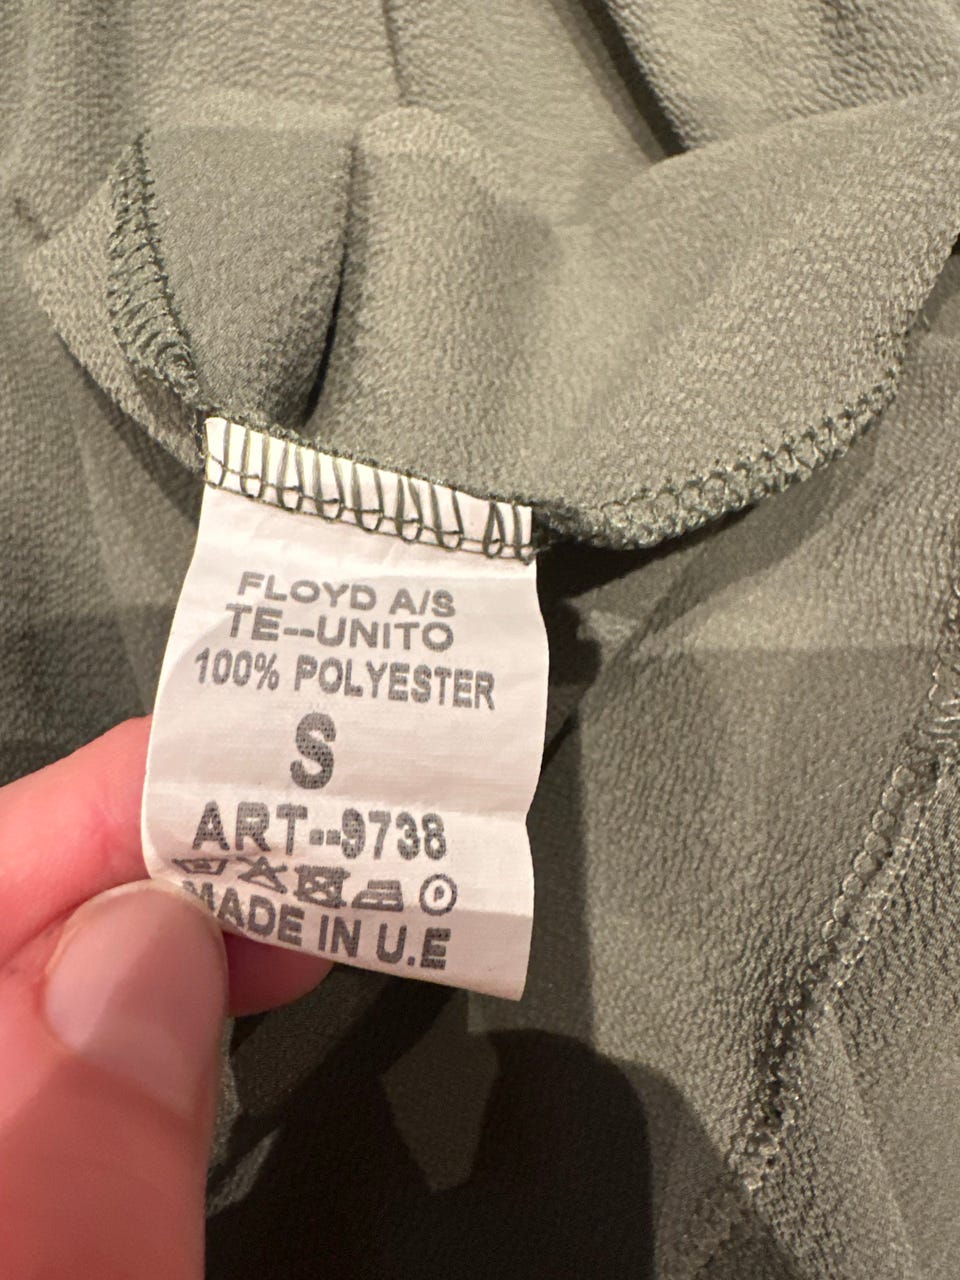 FLOYD A/S
TE--UNITO
100% POLYESTER
S
ART--9738
P
MADE IN U.E